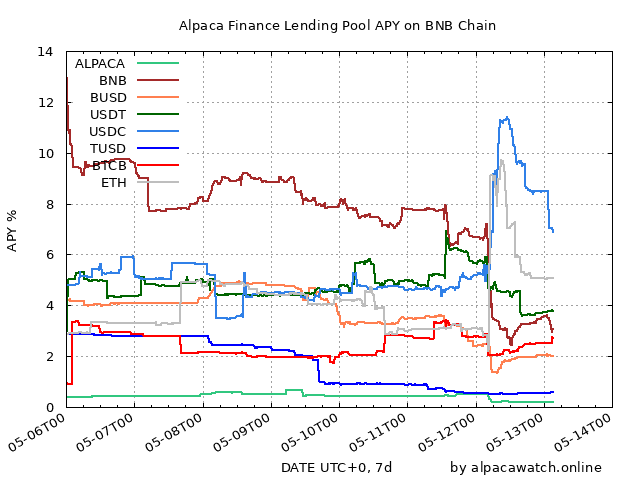 Alpaca Finance Lending Pool APY on BNB Chain
14
12
10
8
6
4
2
0
APY %
ALPACA
BNB
BUSD
USDT
USDC
TUSD
BTCB
ETH
05-06T00
05-07T00
05-08T00
05-09T00
05-10T00
05-11T00
05-12T00
05-13T00
05-14T00
DATE UTC+0, 7d
by alpacawatch.online